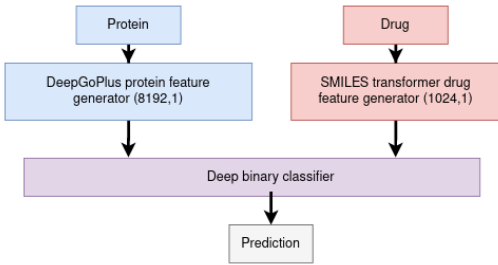 Protein
Drug
DeepGoPlus protein feature
generator (8192,1)
SMILES transformer drug
feature generator (1024,1)
Deep binary classifier
Prediction